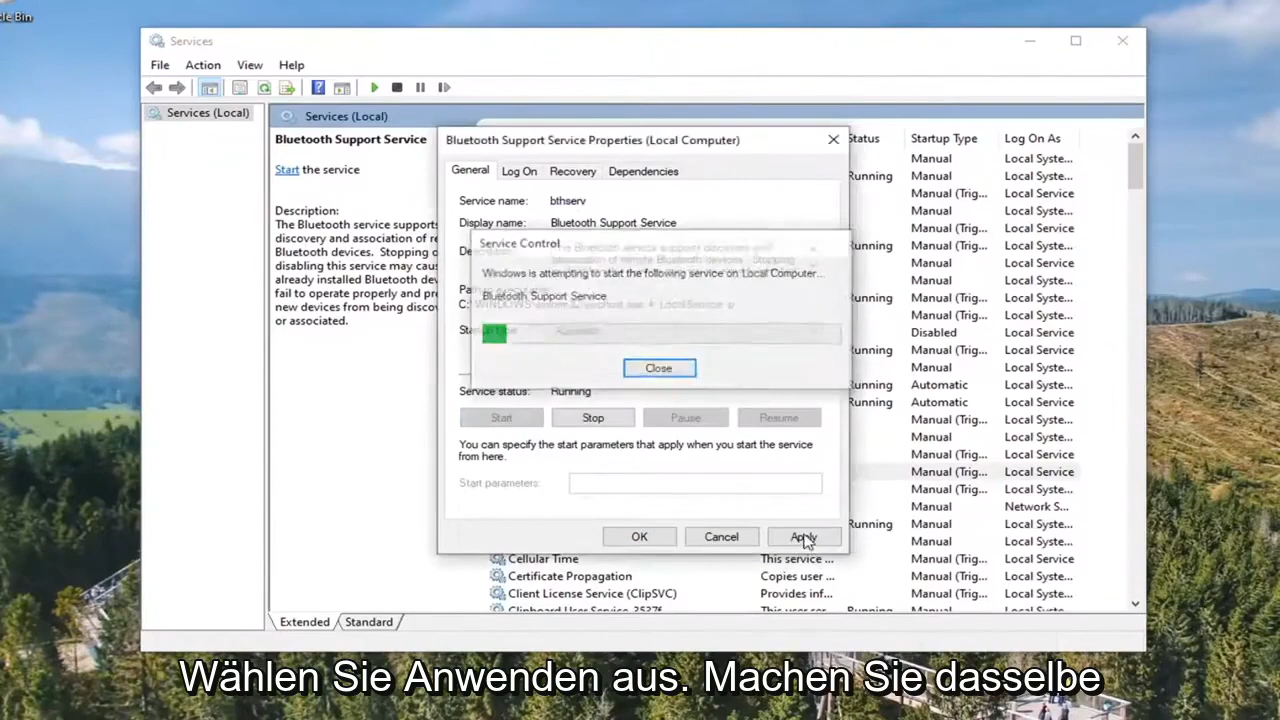 le Bin
Services
File Action View Help
Services (Local)
Services (Local)
Bluetooth Support Service
Start the service
Description:
The Bluetooth service supports
discovery and association of re
Bluetooth devices. Stopping o
disabling this service may cau
already installed Bluetooth de
fail to operate properly and pre
new devices from being disco
or associated.
Bluetooth Support Service Properties (Local Computer)
General Log On Recovery Dependencies
Service name: bthserv
Display name: Bluetooth Support Service
Service Control
Windows is attempting to start the following service on Local Computer...
Bluetooth Support Service
Close
Service status: Running
Start Stop Pause Resume
You can specify the start parameters that apply when you start the service
from here.
Start parameters:
OK Cancel Apply
Status Startup Type Log On As
Manual Local Syste...
Running Manual Local Syste...
Manual (Trig... Local Service
Manual Local Syste...
Running Manual (Trig... Local Service
Manual Local Syste...
Running Manual (Trig... Local Syste...
Manual (Trig... Local Syste...
Running Manual (Trig... Local Syste...
Manual (Trig... Local Service
Disabled Local Syste...
Running Manual (Trig... Local Service
Manual Local Syste...
Running Automatic Local Syste...
Running Automatic Local Service
Manual Local Syste...
Manual (Trig... Local Service
Manual (Trig... Local Service
Manual (Trig... Local Syste...
Manual Network S...
Running Manual Local Syste...
Manual Local Syste...
Cellular Time This service ... Manual (Trig... Local Service
Certificate Propagation Copies user ... Manual (Trig... Local Syste...
Client License Service (ClipSVC) Provides inf... Manual (Trig... Local Syste...
Extended Standard
Wählen Sie Anwenden aus. Machen Sie dasselbe